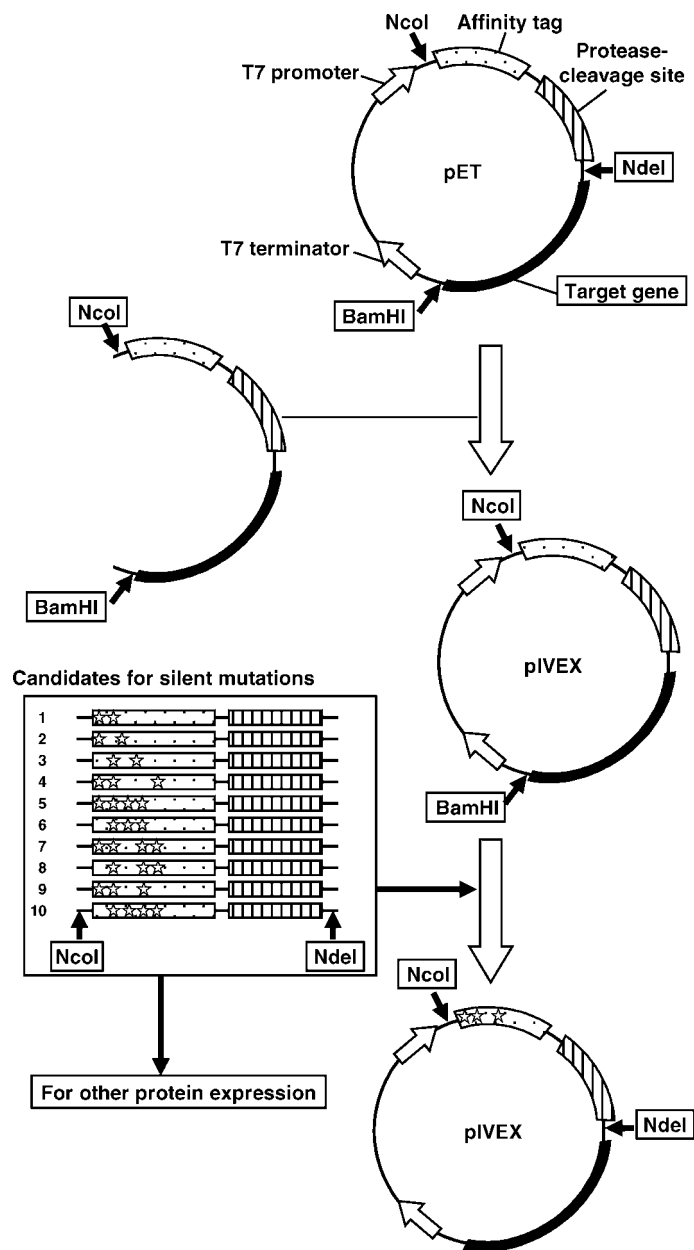 NcoI
Affinity tag
Protease-
cleavage site
T7 promoter
pET
NdeI
T7 terminator
Target gene
BamHI
NcoI
BamHI
NcoI
pIVEX
BamHI
Candidates for silent mutations
1
2
3
4
5
6
7
8
9
10
NcoI
NdeI
For other protein expression
NcoI
pIVEX
NdeI